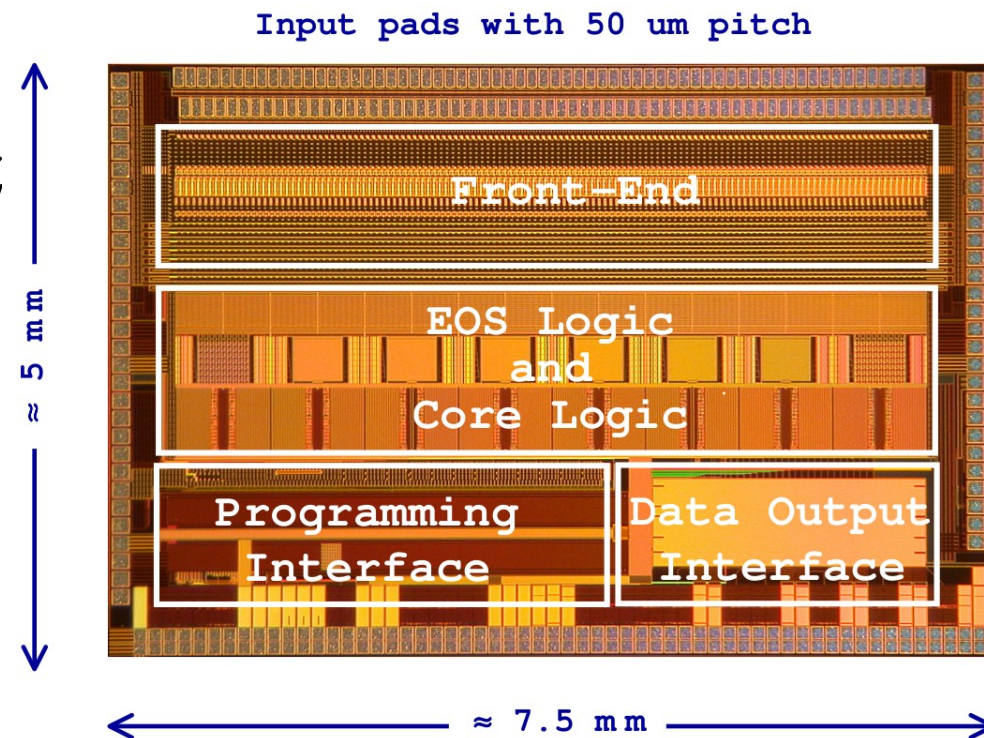 Input pads with 50 um pitch
≈ 5 mm
Front-End
EOS Logic
and
Core Logic
Programming
Interface
Data Output
Interface
≈ 7.5 mm